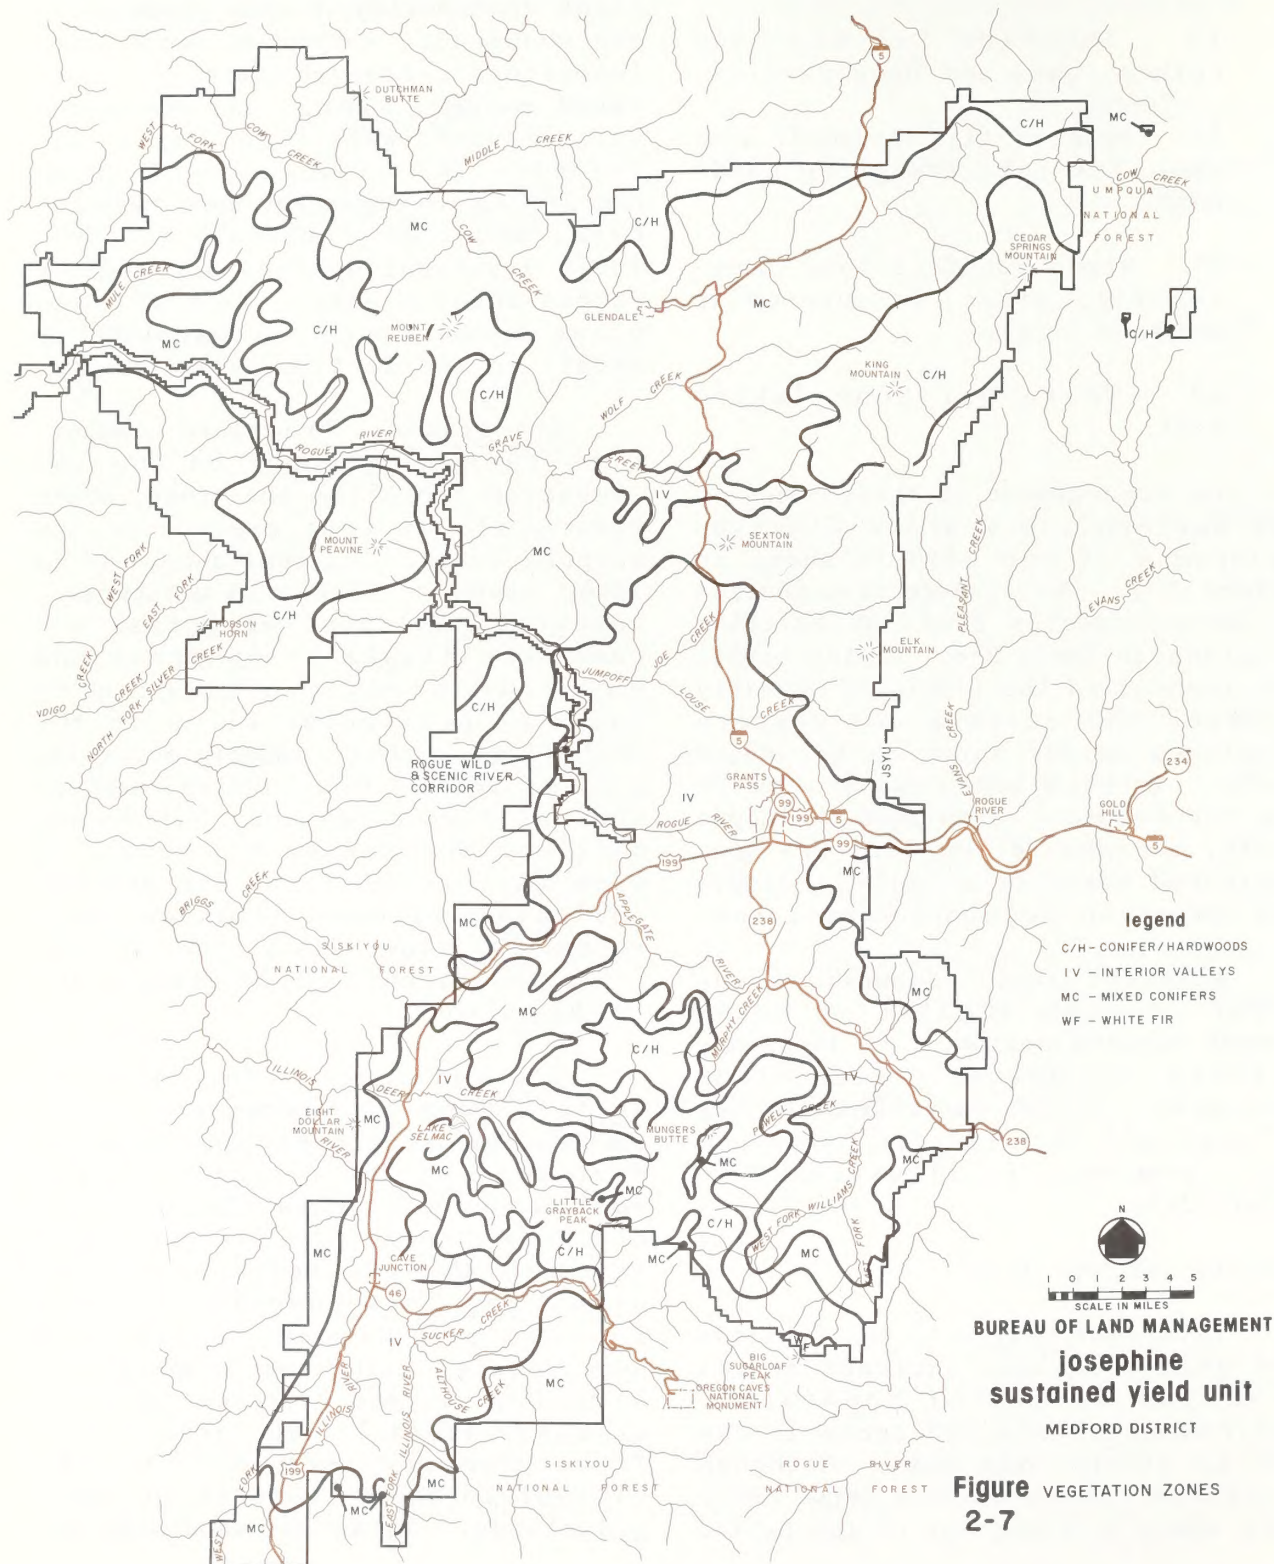 5
DUTCHMAN
BUTTE
C/H
MC
WEST
FORK
COW
CREEK
MIDDLE CREEK
COW CREEK
UMPQUA
NATIONAL
FOREST
MC
C/H
COW
CREEK
CEDAR
SPRINGS
MOUNTAIN
C/H
MULE CREEK
MC
GLENDALE
C/H
MOUNT
REUBEN
MC
C/H
KING
MOUNTAIN
C/H
C/H
WOLF CREEK
ROGUE RIVER
GRAVE
CREEK
IV
MOUNT
PEAVINE
MC
SEXTON
MOUNTAIN
WEST FORK
EAST FORK
PLEASANT CREEK
EVANS CREEK
HOBSON
HORN
C/H
ELK
MOUNTAIN
CREEK
NDIGO CREEK
NORTH FORK SILVER CREEK
JUMPOFF
JOE CREEK
LOUSE CREEK
C/H
EVANS CREEK
JSYU
5
ROGUE WILD
& SCENIC RIVER
CORRIDOR
234
GRANTS
PASS
IV
99
199
5
ROGUE
RIVER
GOLD
HILL
ROGUE RIVER
99
5
199
MC
BRIGGS CREEK
APPLEGATE
RIVER
238
MC
legend
C/H - CONIFER/HARDWOODS
IV - INTERIOR VALLEYS
MC - MIXED CONIFERS
WF - WHITE FIR
SISKIYOU
NATIONAL FOREST
MC
MC
MURPHY CREEK
C/H
ILLINOIS
RIVER
DEER CREEK
IV
IV
EIGHT
DOLLAR
MOUNTAIN
MC
LAKE
SELMAC
MUNGERS
BUTTE
POWELL CREEK
238
MC
MC
MC
MC
LITTLE
GRAYBACK
PEAK
WEST FORK WILLIAMS CREEK
EAST FORK
C/H
C/H
MC
MC
MC
N
CAVE
JUNCTION
46
1 0 1 2 3 4 5
SCALE IN MILES
IV
SUCKER CREEK
WF
BUREAU OF LAND MANAGEMENT
josephine
sustained yield unit
MEDFORD DISTRICT
BIG
SUGARLOAF
PEAK
OREGON CAVES
NATIONAL
MONUMENT
ALTHOUSE CREEK
MC
ILLINOIS RIVER
EAST FORK ILLINOIS RIVER
199
MC
MC
MC
WEST FORK
SISKIYOU
NATIONAL FOREST
ROGUE RIVER
NATIONAL FOREST
Figure VEGETATION ZONES
2-7